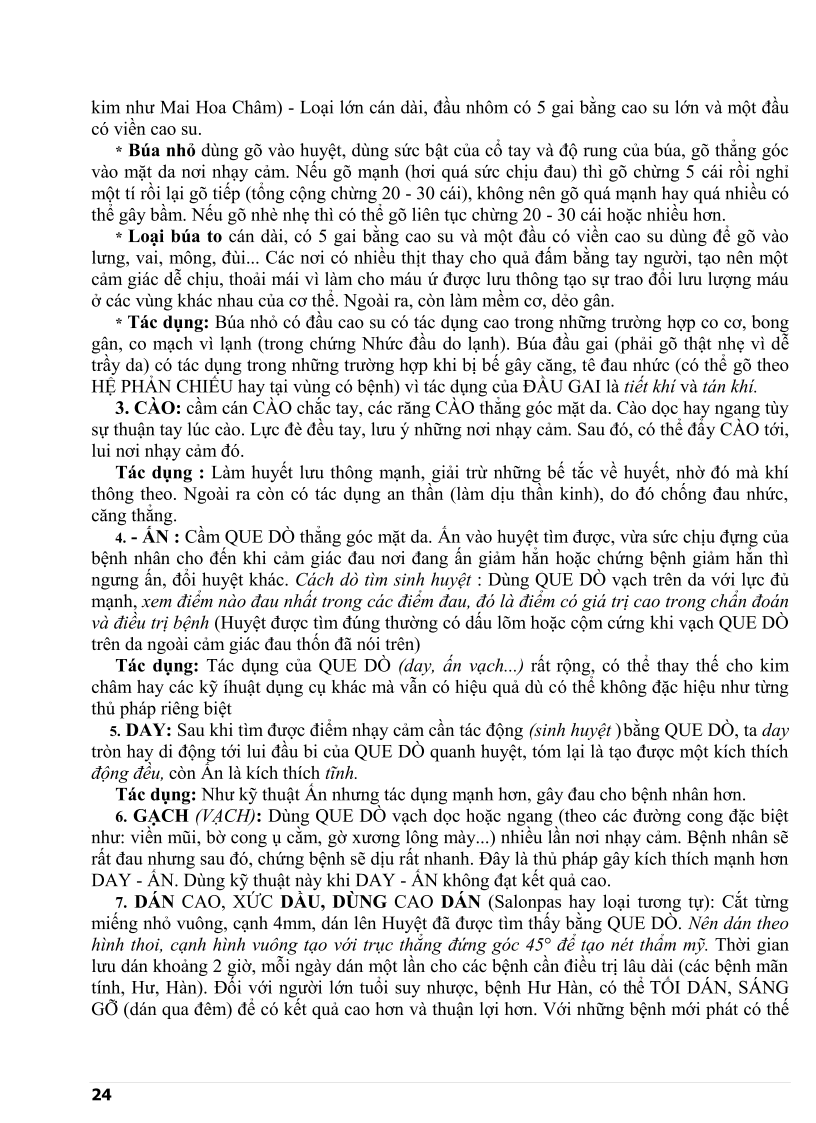 kim như Mai Hoa Châm) - Loại lớn cán dài, đầu nhôm có 5 gai bằng cao su lớn và một đầu
có viền cao su.
* Búa nhỏ dùng gõ vào huyệt, dùng sức bật của cổ tay và độ rung của búa, gõ thẳng góc
vào mặt da nơi nhạy cảm. Nếu gõ mạnh (hơi quá sức chịu đau) thì gõ chừng 5 cái rồi nghỉ
một tí rồi lại gõ tiếp (tổng cộng chừng 20 - 30 cái), không nên gõ quá mạnh hay quá nhiều có
thể gây bầm. Nếu gõ nhè nhẹ thì có thể gõ liên tục chừng 20 - 30 cái hoặc nhiều hơn.
* Loại búa to cán dài, có 5 gai bằng cao su và một đầu có viền cao su dùng để gõ vào
lưng, vai, mông, đùi... Các nơi có nhiều thịt thay cho quả đấm bằng tay người, tạo nên một
cảm giác dễ chịu, thoải mái vì làm cho máu ứ được lưu thông tạo sự trao đổi lưu lượng máu
ở các vùng khác nhau của cơ thể. Ngoài ra, còn làm mềm cơ, dẻo gân.
* Tác dụng: Búa nhỏ có đầu cao su có tác dụng cao trong những trường hợp co cơ, bong
gân, co mạch vì lạnh (trong chứng Nhức đầu do lạnh). Búa đầu gai (phải gõ thật nhẹ vì dễ
trầy da) có tác dụng trong những trường hợp khi bị bế gây căng, tê đau nhức (có thể gõ theo
HỆ PHẢN CHIẾU hay tại vùng có bệnh) vì tác dụng của ĐẦU GAI là tiết khí và tán khí.
3. CÀO: cầm cán CÀO chắc tay, các răng CÀO thẳng góc mặt da. Cào dọc hay ngang tùy
sự thuận tay lúc cào. Lực đè đều tay, lưu ý những nơi nhạy cảm. Sau đó, có thể đẩy CÀO tới,
lui nơi nhạy cảm đó.
Tác dụng : Làm huyết lưu thông mạnh, giải trừ những bế tắc về huyết, nhờ đó mà khí
thông theo. Ngoài ra còn có tác dụng an thần (làm dịu thần kinh), do đó chống đau nhức,
căng thẳng.
4. - ẤN : Cầm QUE DÒ thẳng góc mặt da. Ấn vào huyệt tìm được, vừa sức chịu đựng của
bệnh nhân cho đến khi cảm giác đau nơi đang ấn giảm hẳn hoặc chứng bệnh giảm hẳn thì
ngưng ấn, đổi huyệt khác. Cách dò tìm sinh huyệt : Dùng QUE DÒ vạch trên da với lực đủ
mạnh, xem điểm nào đau nhất trong các điểm đau, đó là điểm có giá trị cao trong chẩn đoán
và điều trị bệnh (Huyệt được tìm đúng thường có dấu lõm hoặc cộm cứng khi vạch QUE DÒ
trên da ngoài cảm giác đau thốn đã nói trên)
Tác dụng: Tác dụng của QUE DÒ (day, ấn vạch...) rất rộng, có thể thay thế cho kim
châm hay các kỹ íhuật dụng cụ khác mà vẫn có hiệu quả dù có thể không đặc hiệu như từng
thủ pháp riêng biệt
5. DAY: Sau khi tìm được điểm nhạy cảm cần tác động (sinh huyệt )bằng QUE DÒ, ta day
tròn hay di động tới lui đầu bi của QUE DÒ quanh huyệt, tóm lại là tạo được một kích thích
động đều, còn Ấn là kích thích tĩnh.
Tác dụng: Như kỹ thuật Ấn nhưng tác dụng mạnh hơn, gây đau cho bệnh nhân hơn.
6. GẠCH (VẠCH): Dùng QUE DÒ vạch dọc hoặc ngang (theo các đường cong đặc biệt
như: viền mũi, bờ cong ụ cằm, gờ xương lông mày...) nhiều lần nơi nhạy cảm. Bệnh nhân sẽ
rất đau nhưng sau đó, chứng bệnh sẽ dịu rất nhanh. Đây là thủ pháp gây kích thích mạnh hơn
DAY - ẤN. Dùng kỹ thuật này khi DAY - ẤN không đạt kết quả cao.
7. DÁN CAO, XỨC DẦU, DÙNG CAO DÁN (Salonpas hay loại tương tự): Cắt từng
miếng nhỏ vuông, cạnh 4mm, dán lên Huyệt đã được tìm thấy bằng QUE DÒ. Nên dán theo
hình thoi, cạnh hình vuông tạo với trục thẳng đứng góc 45° để tạo nét thẩm mỹ. Thời gian
lưu dán khoảng 2 giờ, mỗi ngày dán một lần cho các bệnh cần điều trị lâu dài (các bệnh mãn
tính, Hư, Hàn). Đối với người lớn tuổi suy nhược, bệnh Hư Hàn, có thể TỐI DÁN, SÁNG
GỠ (dán qua đêm) để có kết quả cao hơn và thuận lợi hơn. Với những bệnh mới phát có thể
24